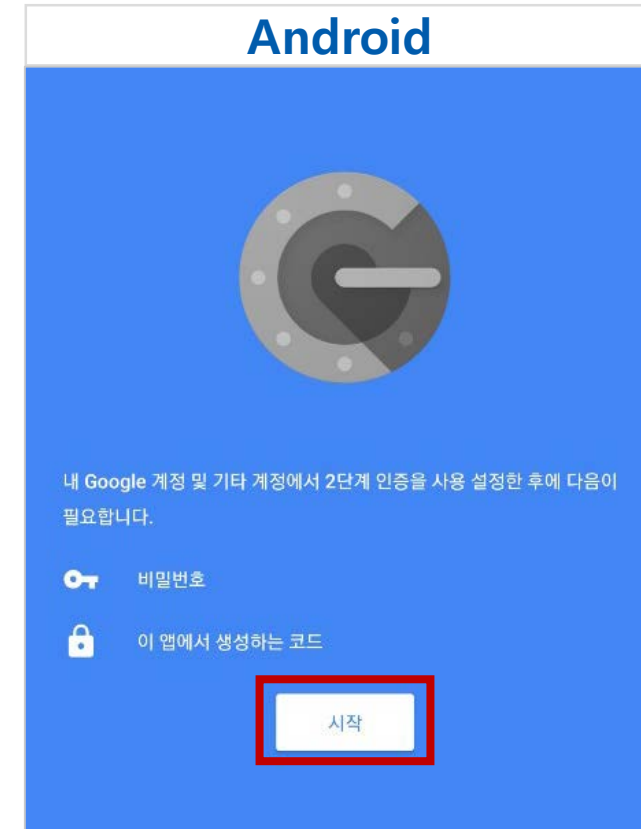 Android
내 Google 계정 및 기타 계정에서 2단계 인증을 사용 설정한 후에 다음이
필요합니다.
비밀번호
이 앱에서 생성하는 코드
시작